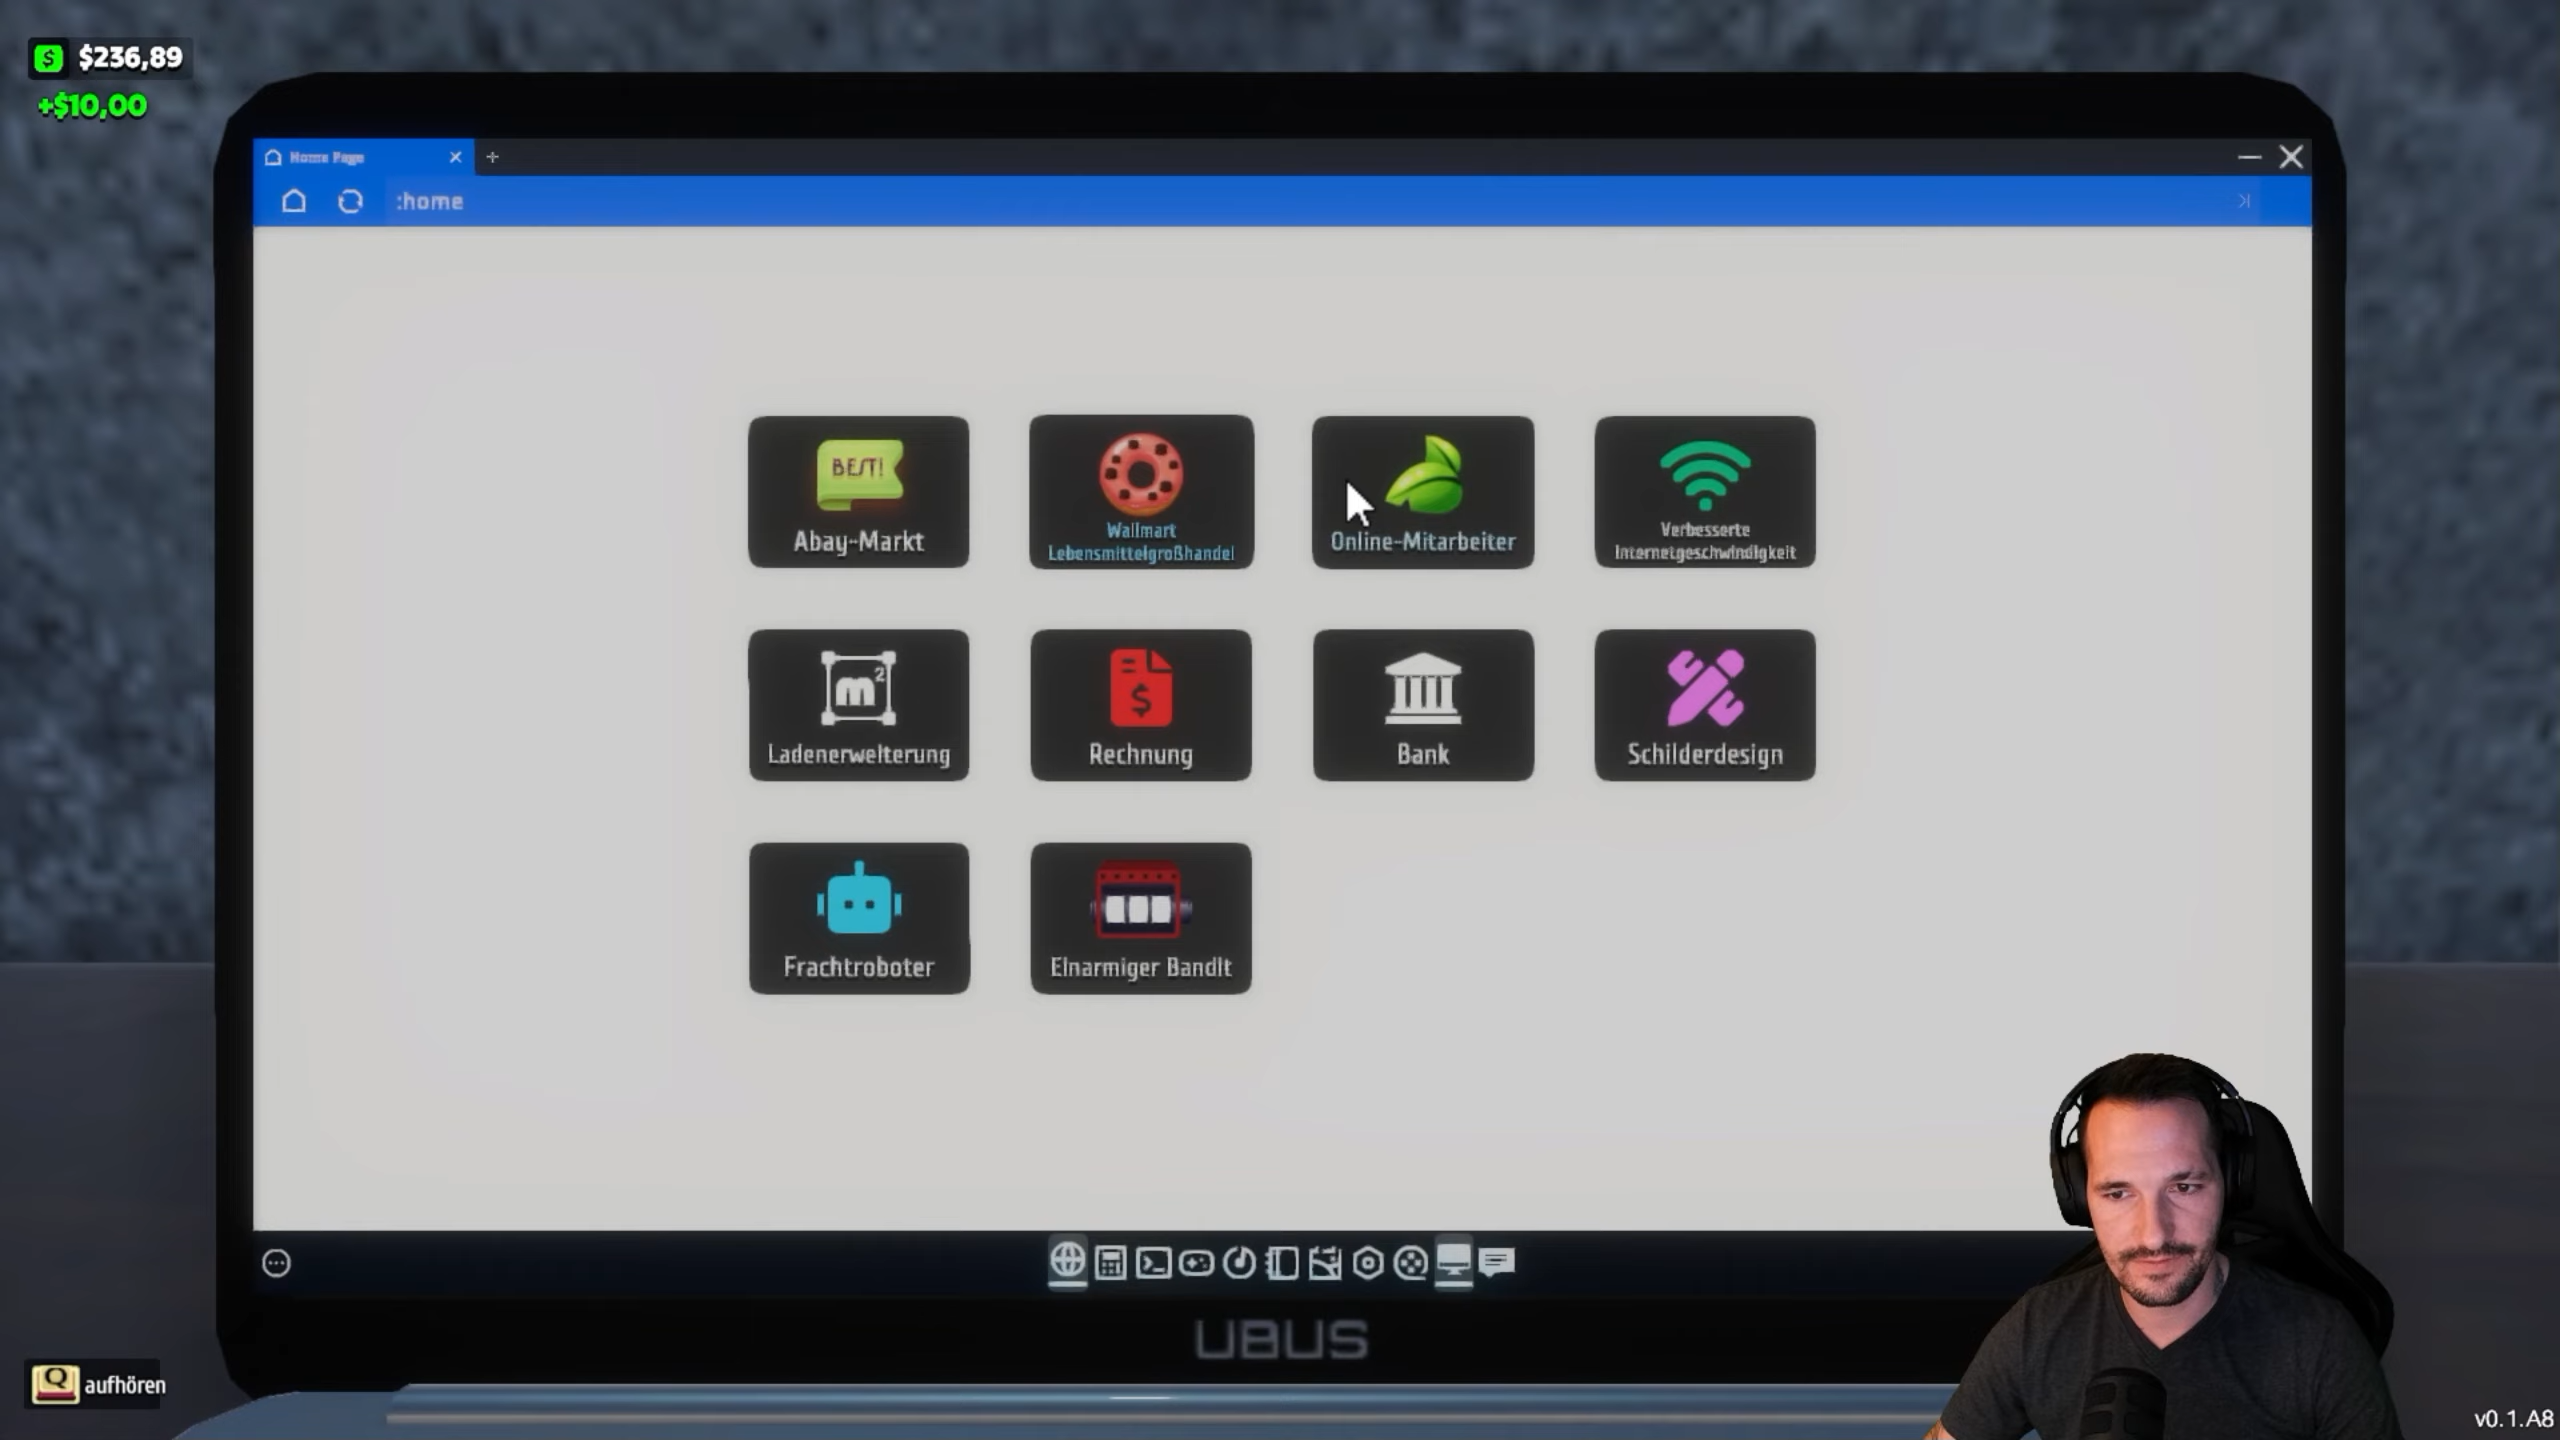 $236,89
+$10,00
Home Page
:home
BEST!
Abay-Markt
Wallmart
Lebensmittelgroßhandel
Online-Mitarbeiter
Verbesserte
Internetgeschwindigkeit
Ladenerweiterung
m²
$
Rechnung
Bank
Schilderdesign
Frachtroboter
Einarmiger Bandit
UBUS
Q aufhören
v0.1.A8